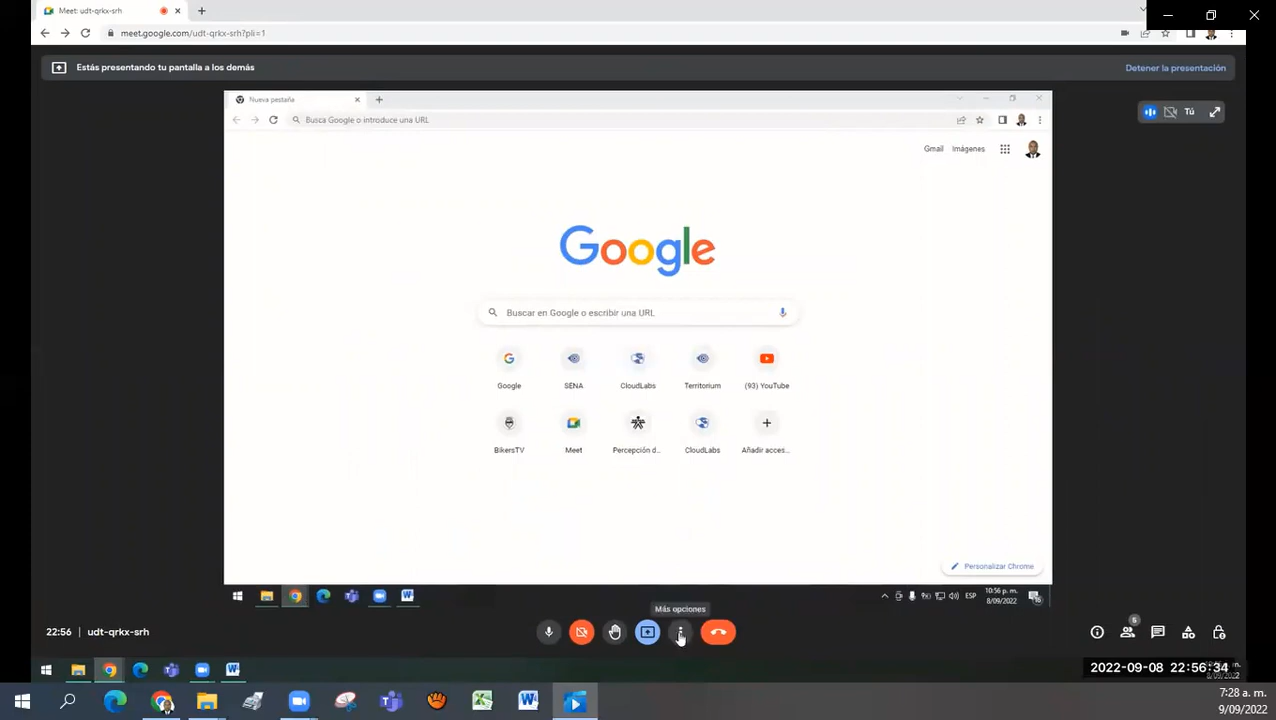 Meet: udt-qrkx-srh
meet.google.com/udt-qrkx-srh?pli=1
Estás presentando tu pantalla a los demás
Detener la presentación
Nueva pestaña
Busca Google o introduce una URL
Tú
Gmail Imágenes
Google
Buscar en Google o escribir una URL
Google SENA CloudLabs Territorium (93) YouTube
BikersTV Meet Percepción d... CloudLabs Añadir acces...
Personalizar Chrome
ESP
10:56 p. m.
8/09/2022
Más opciones
22:56 udt-qrkx-srh
6
2022-09-08 22:56:34
8/09/2022
7:28 a. m.
9/09/2022